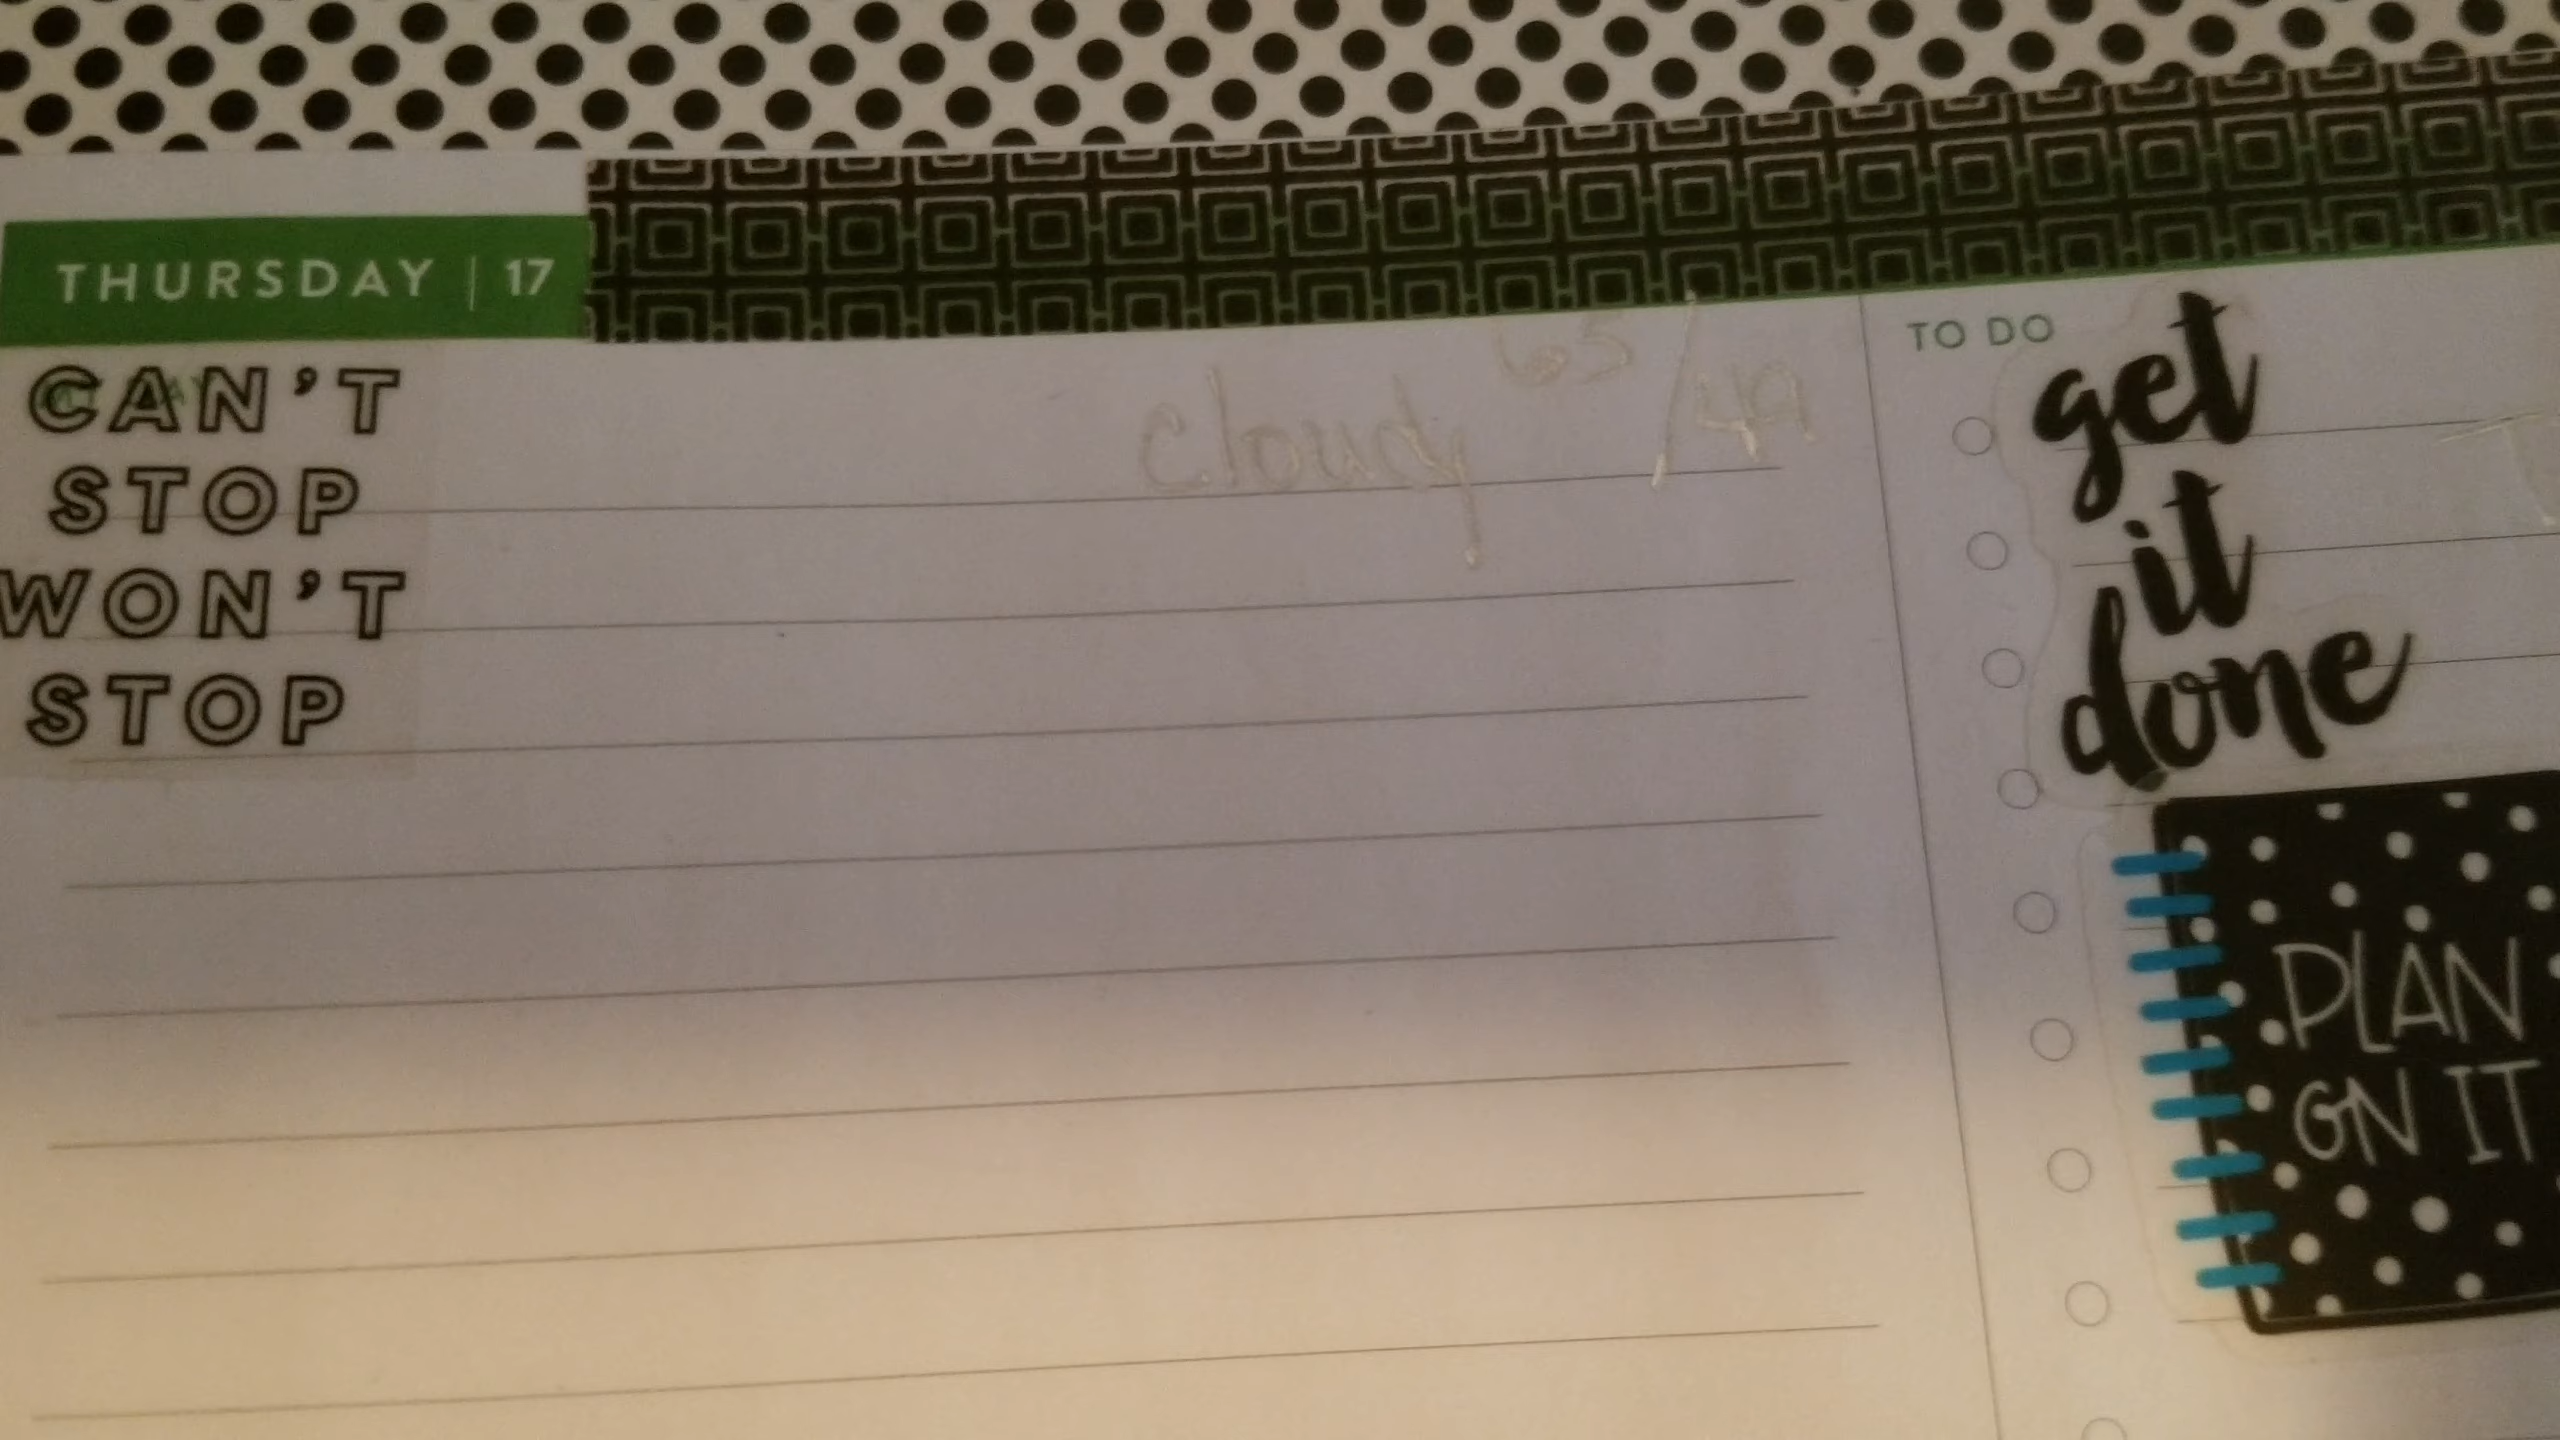 THURSDAY | 17
CAN'T
STOP
WON'T
STOP
cloudy 65/49
TO DO
get
it
done
PLAN
ON IT